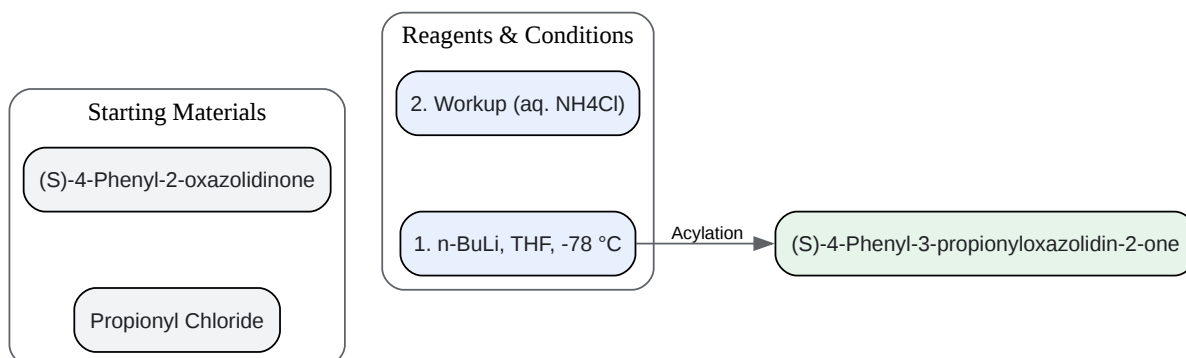 Starting Materials
(S)-4-Phenyl-2-oxazolidinone
Propionyl Chloride
Reagents & Conditions
2. Workup (aq. NH4Cl)
1. n-BuLi, THF, -78 °C
Acylation
(S)-4-Phenyl-3-propionyloxazolidin-2-one